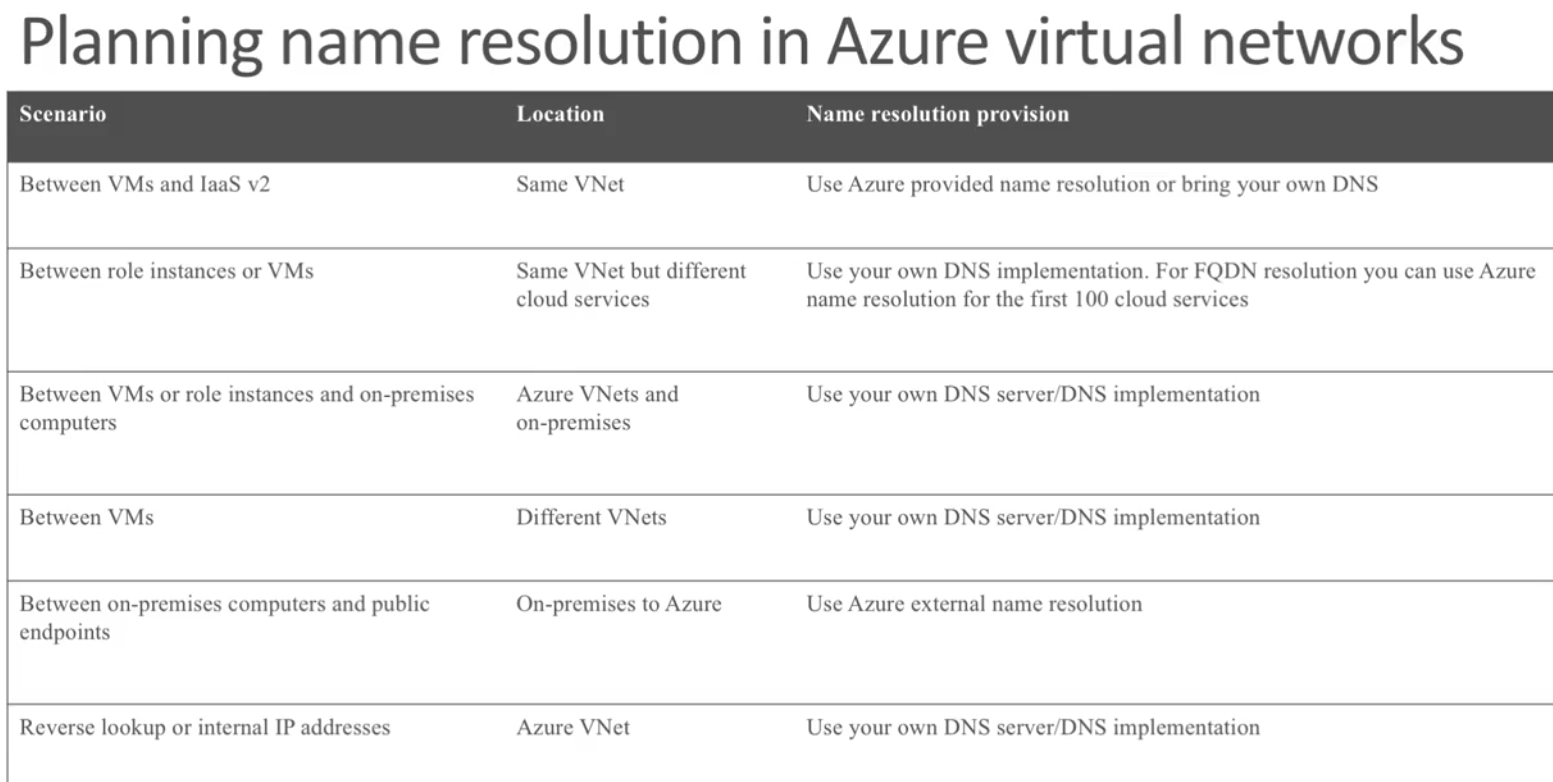 Planning name resolution in Azure virtual networks
Scenario Location Name resolution provision
Between VMs and IaaS v2 Same VNet Use Azure provided name resolution or bring your own DNS
Between role instances or VMs Same VNet but different Use your own DNS implementation. For FQDN resolution you can use Azure
cloud services name resolution for the first 100 cloud services
Between VMs or role instances and on-premises Azure VNets and Use your own DNS server/DNS implementation
computers on-premises
Between VMs Different VNets Use your own DNS server/DNS implementation
Between on-premises computers and public On-premises to Azure Use Azure external name resolution
endpoints
Reverse lookup or internal IP addresses Azure VNet Use your own DNS server/DNS implementation